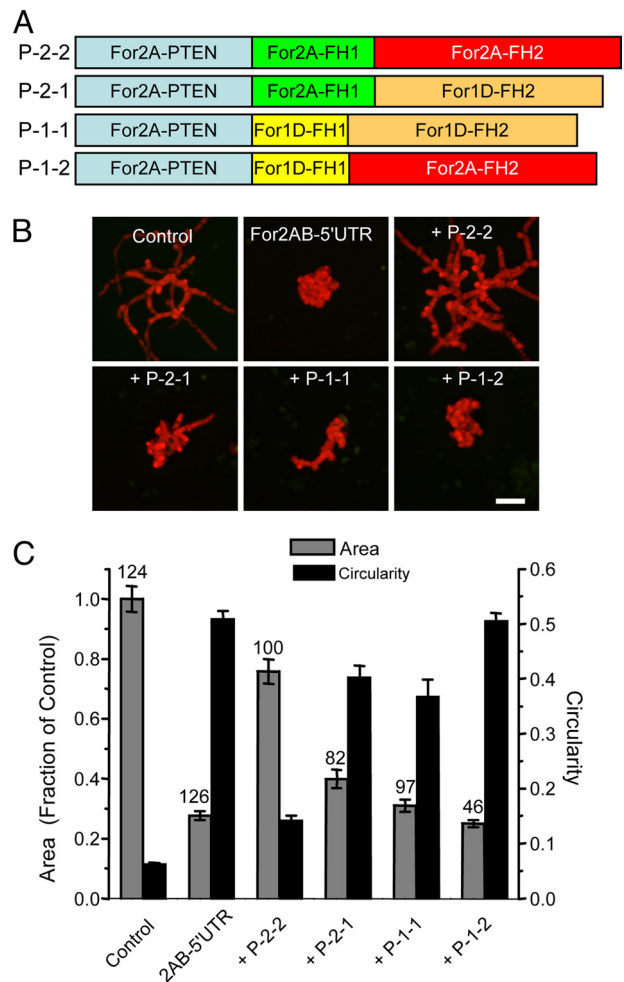 A
P-2-2 For2A-PTEN For2A-FH1 For2A-FH2
P-2-1 For2A-PTEN For2A-FH1 For1D-FH2
P-1-1 For2A-PTEN For1D-FH1 For1D-FH2
P-1-2 For2A-PTEN For1D-FH1 For2A-FH2
B
Control For2AB-5'UTR + P-2-2
+ P-2-1 + P-1-1 + P-1-2
C
Area
Circularity
Area (Fraction of Control)
1.0
0.8
0.6
0.4
0.2
0.0
124
126
100
82
97
46
0.6
0.5
0.4
0.3
0.2
0.1
0.0
Circularity
Control 2AB-5'UTR + P-2-2 + P-2-1 + P-1-1 + P-1-2